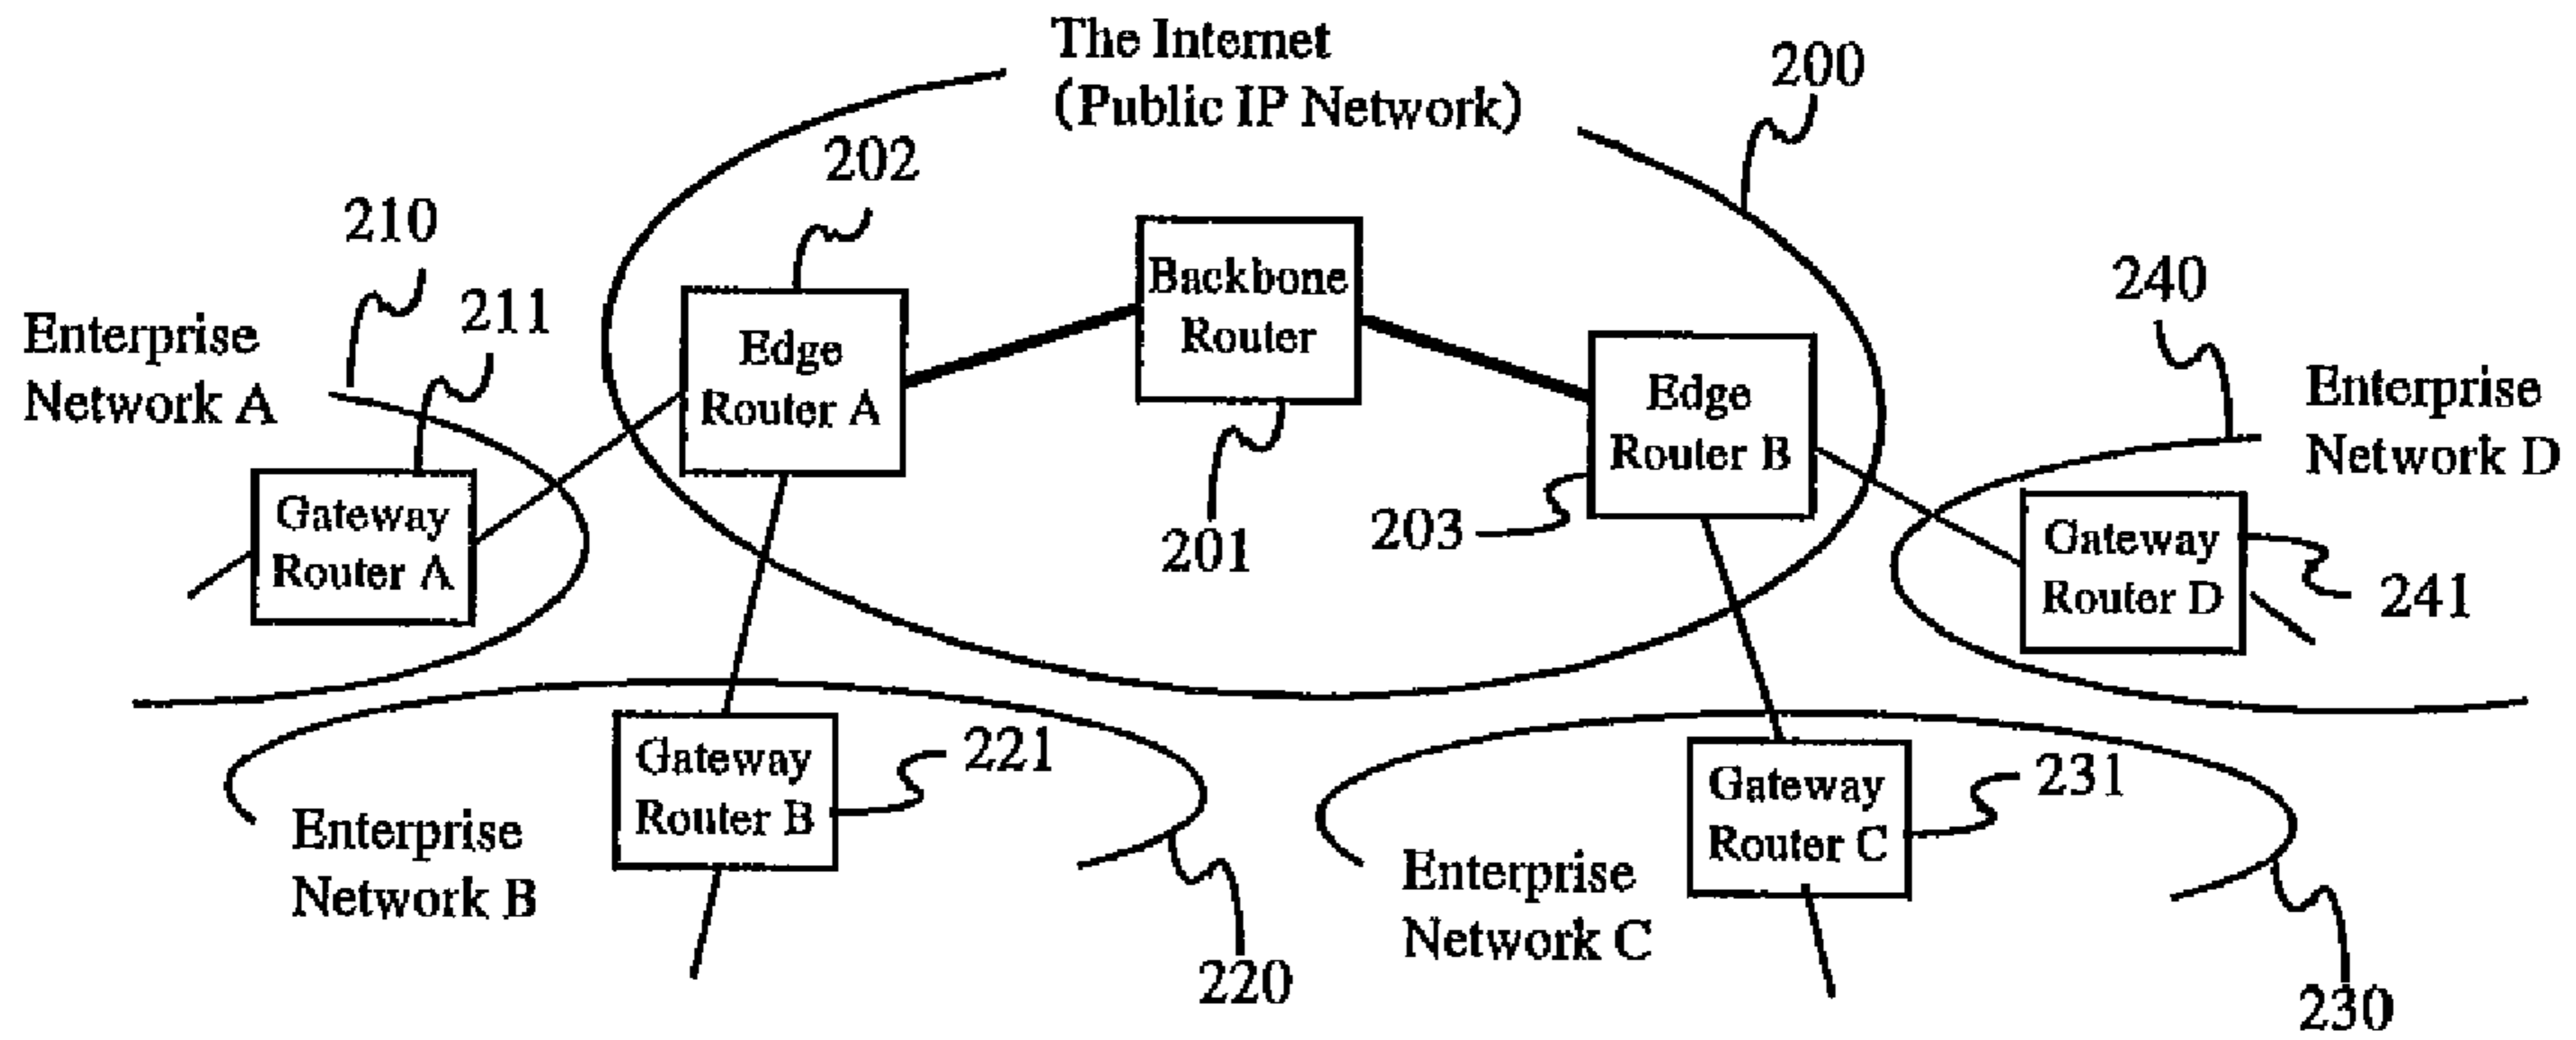 The Internet
(Public IP Network)
200
202
210
211
Enterprise
Network A
Edge
Router A
Backbone
Router
201
Edge
Router B
203
240
Enterprise
Network D
Gateway
Router A
Gateway
Router D
241
Gateway
Router B
221
Enterprise
Network B
220
Gateway
Router C
231
Enterprise
Network C
230